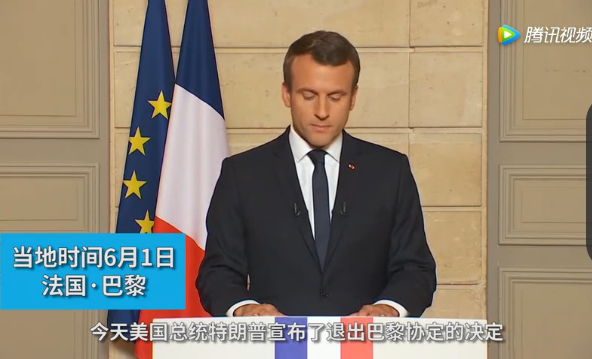 腾讯视频
当地时间6月1日
法国·巴黎
今天美国总统特朗普宣布了退出巴黎协定的决定